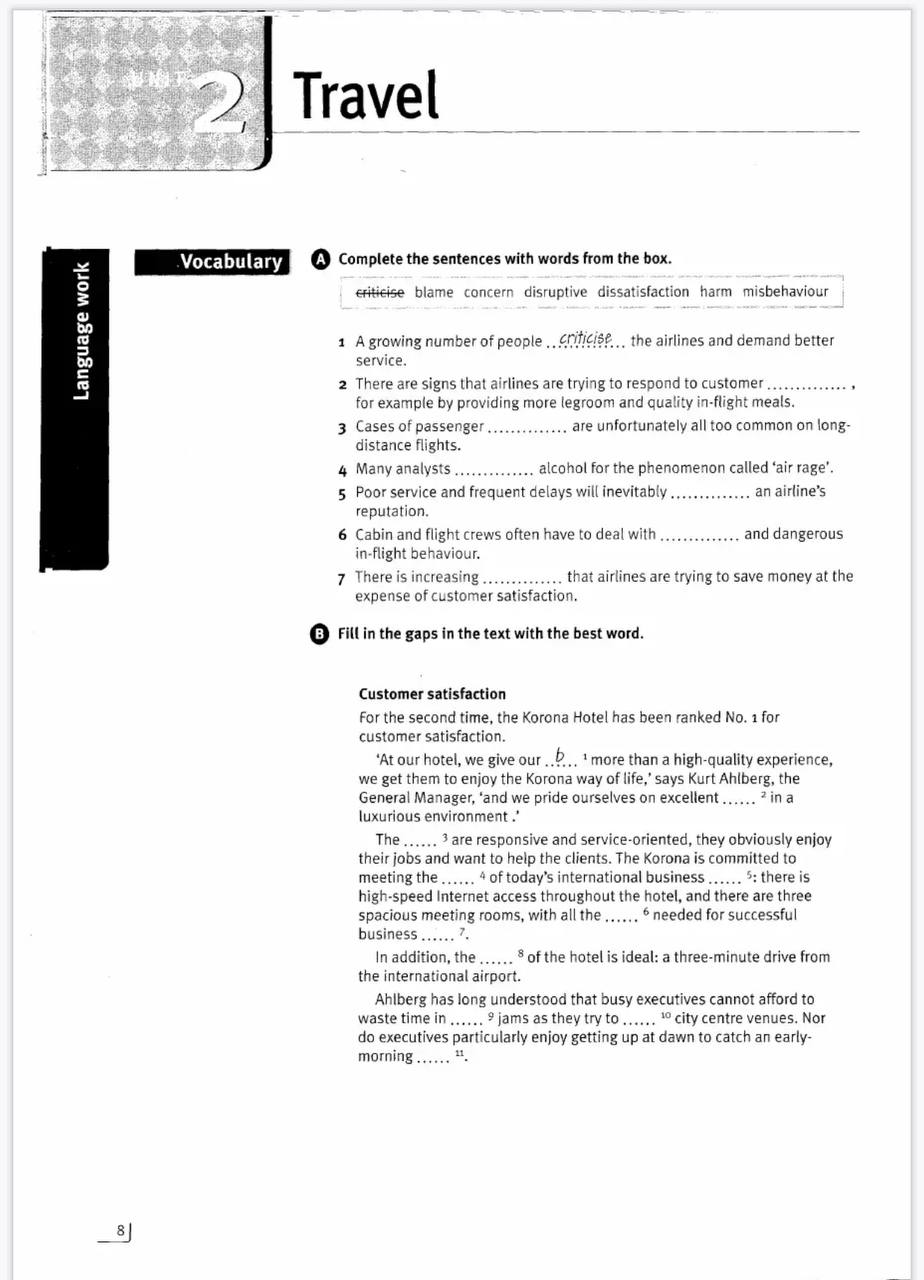 UNIT
2
Travel
Language work
Vocabulary
A Complete the sentences with words from the box.
criticise blame concern disruptive dissatisfaction harm misbehaviour
1 A growing number of people ..criticise... the airlines and demand better
service.
2 There are signs that airlines are trying to respond to customer .............. ,
for example by providing more legroom and quality in-flight meals.
3 Cases of passenger .............. are unfortunately all too common on long-
distance flights.
4 Many analysts .............. alcohol for the phenomenon called ‘air rage’.
5 Poor service and frequent delays will inevitably .............. an airline’s
reputation.
6 Cabin and flight crews often have to deal with .............. and dangerous
in-flight behaviour.
7 There is increasing .............. that airlines are trying to save money at the
expense of customer satisfaction.
B Fill in the gaps in the text with the best word.
Customer satisfaction
For the second time, the Korona Hotel has been ranked No. 1 for
customer satisfaction.
‘At our hotel, we give our ..b... ¹ more than a high-quality experience,
we get them to enjoy the Korona way of life,’ says Kurt Ahlberg, the
General Manager, ‘and we pride ourselves on excellent ...... ² in a
luxurious environment .’
The ...... ³ are responsive and service-oriented, they obviously enjoy
their jobs and want to help the clients. The Korona is committed to
meeting the ...... ⁴ of today’s international business ...... ⁵: there is
high-speed Internet access throughout the hotel, and there are three
spacious meeting rooms, with all the ...... ⁶ needed for successful
business ...... ⁷.
In addition, the ...... ⁸ of the hotel is ideal: a three-minute drive from
the international airport.
Ahlberg has long understood that busy executives cannot afford to
waste time in ...... ⁹ jams as they try to ...... ¹⁰ city centre venues. Nor
do executives particularly enjoy getting up at dawn to catch an early-
morning ...... ¹¹.
8